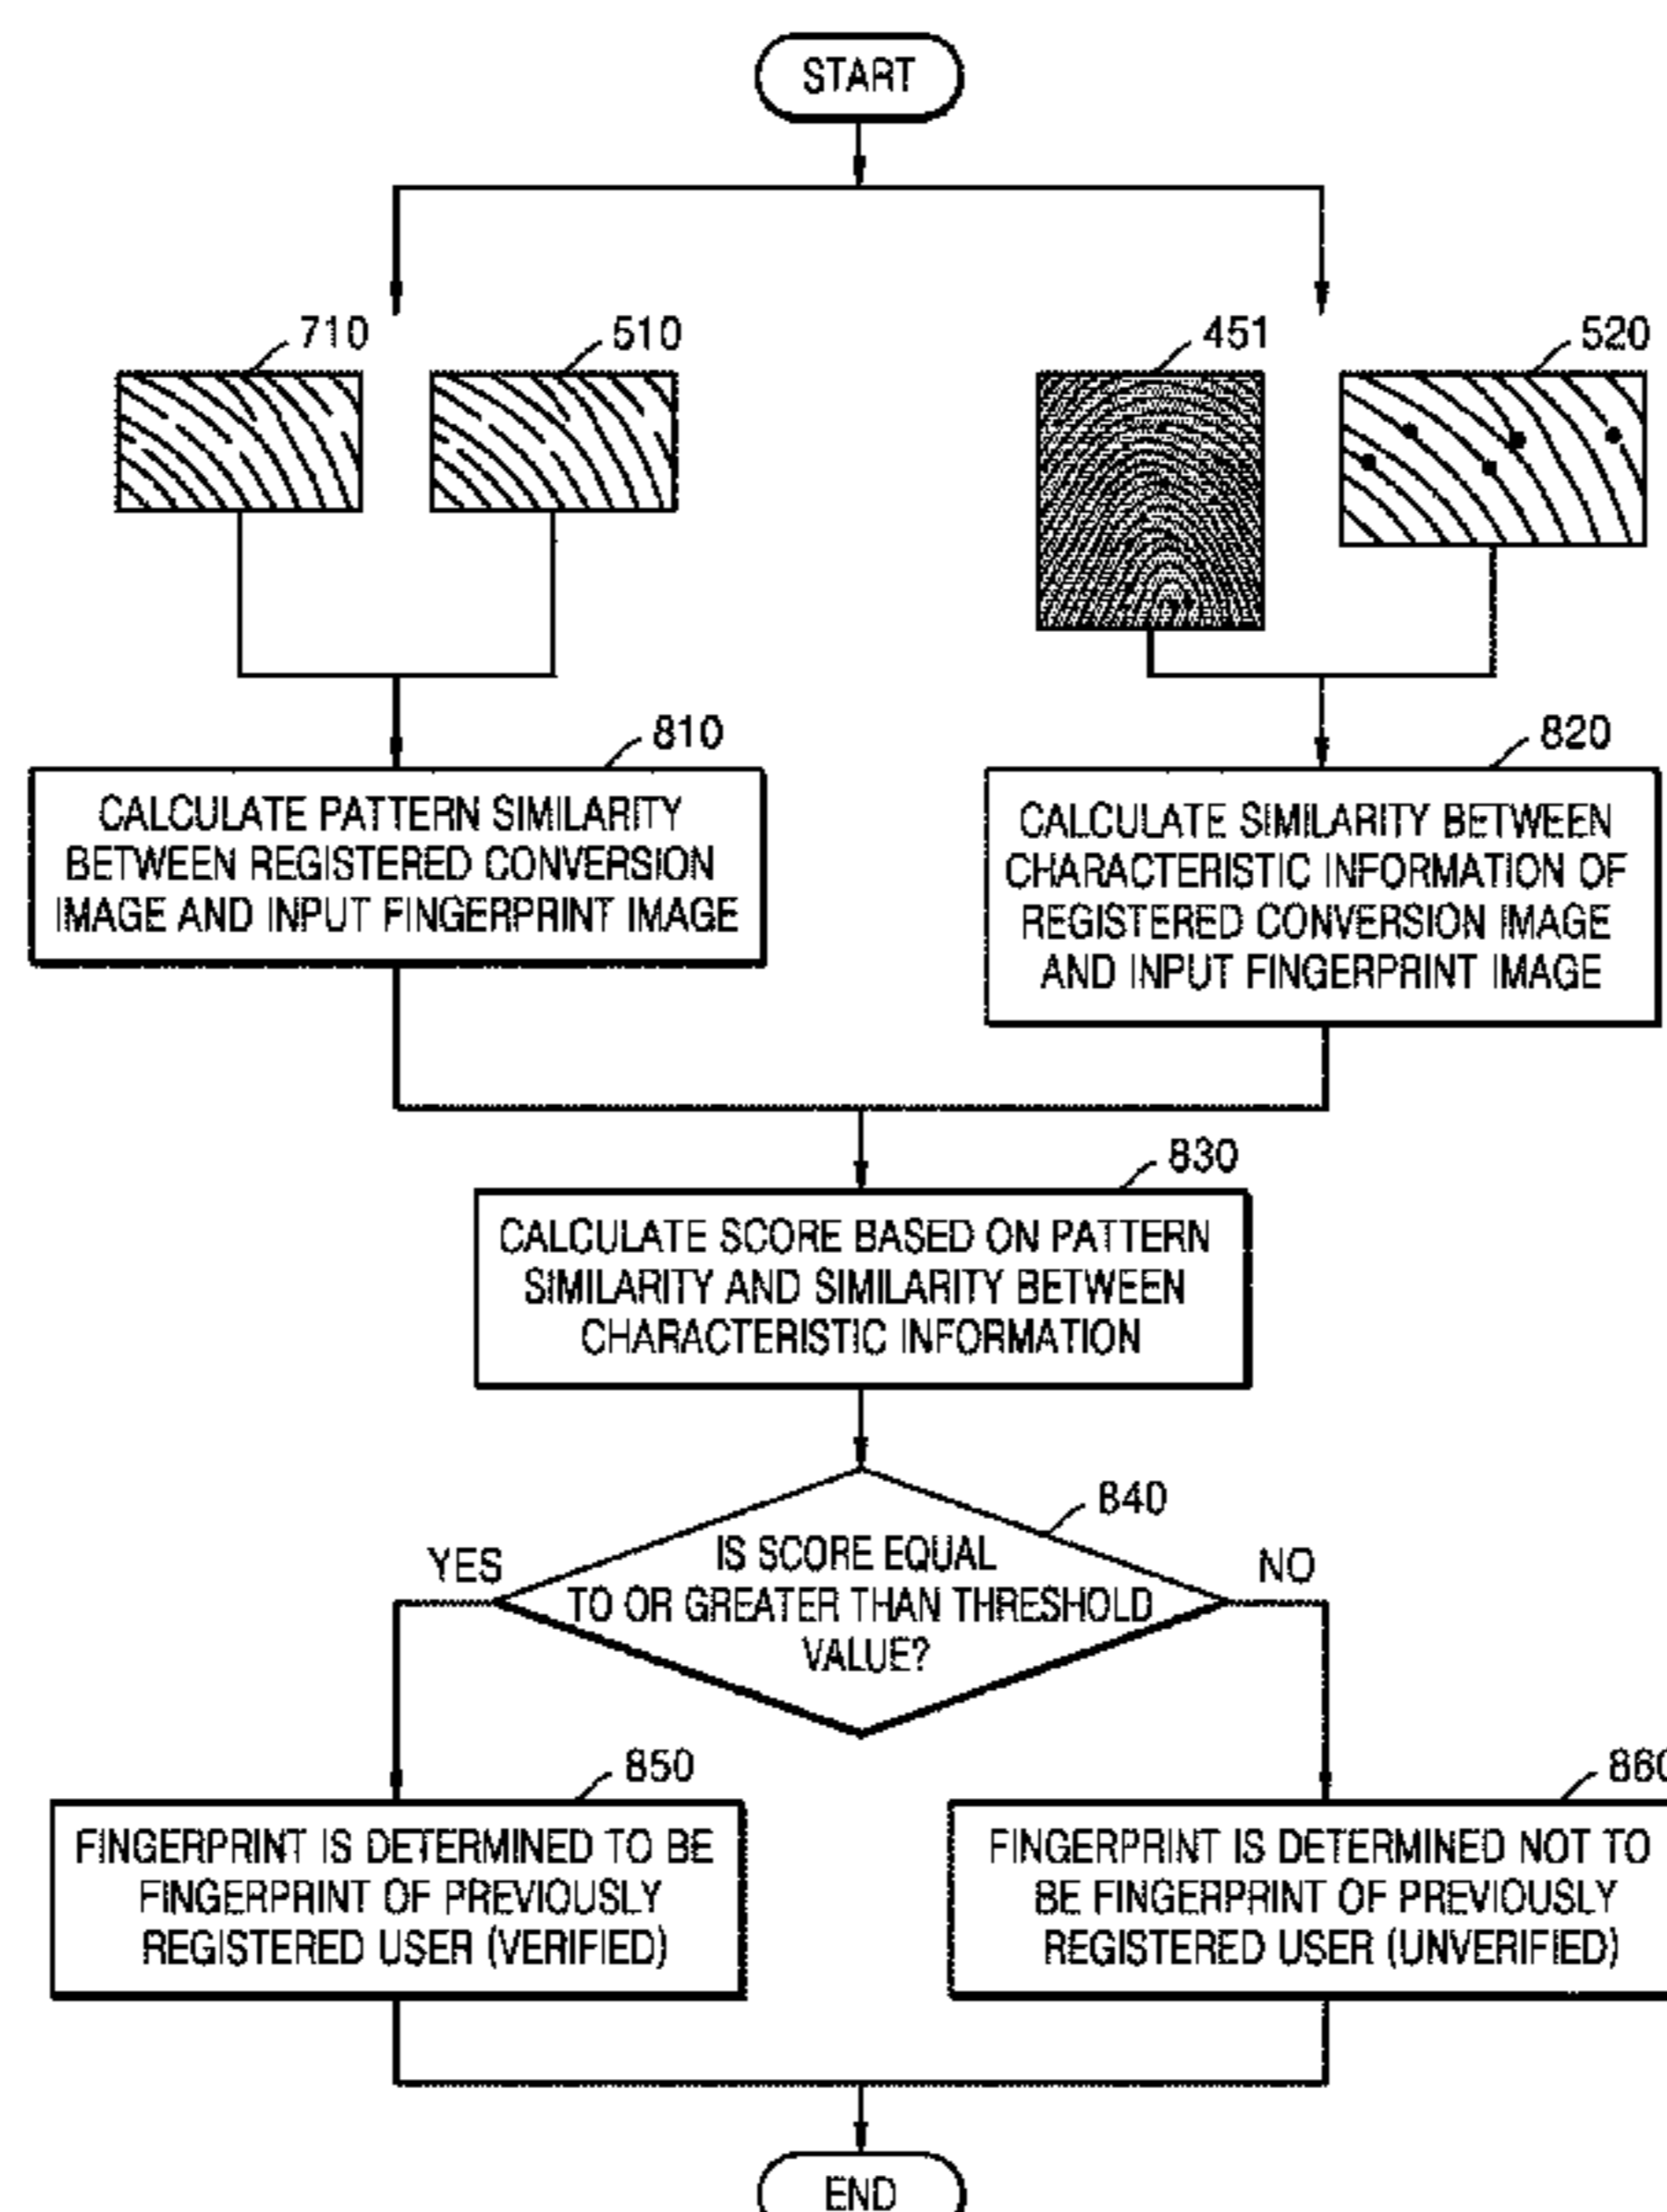 START
710
510
451
520
810
CALCULATE PATTERN SIMILARITY
BETWEEN REGISTERED CONVERSION
IMAGE AND INPUT FINGERPRINT IMAGE
820
CALCULATE SIMILARITY BETWEEN
CHARACTERISTIC INFORMATION OF
REGISTERED CONVERSION IMAGE
AND INPUT FINGERPRINT IMAGE
830
CALCULATE SCORE BASED ON PATTERN
SIMILARITY AND SIMILARITY BETWEEN
CHARACTERISTIC INFORMATION
840
IS SCORE EQUAL
TO OR GREATER THAN THRESHOLD
VALUE?
YES
NO
850
FINGERPRINT IS DETERMINED TO BE
FINGERPRINT OF PREVIOUSLY
REGISTERED USER (VERIFIED)
860
FINGERPRINT IS DETERMINED NOT TO
BE FINGERPRINT OF PREVIOUSLY
REGISTERED USER (UNVERIFIED)
END